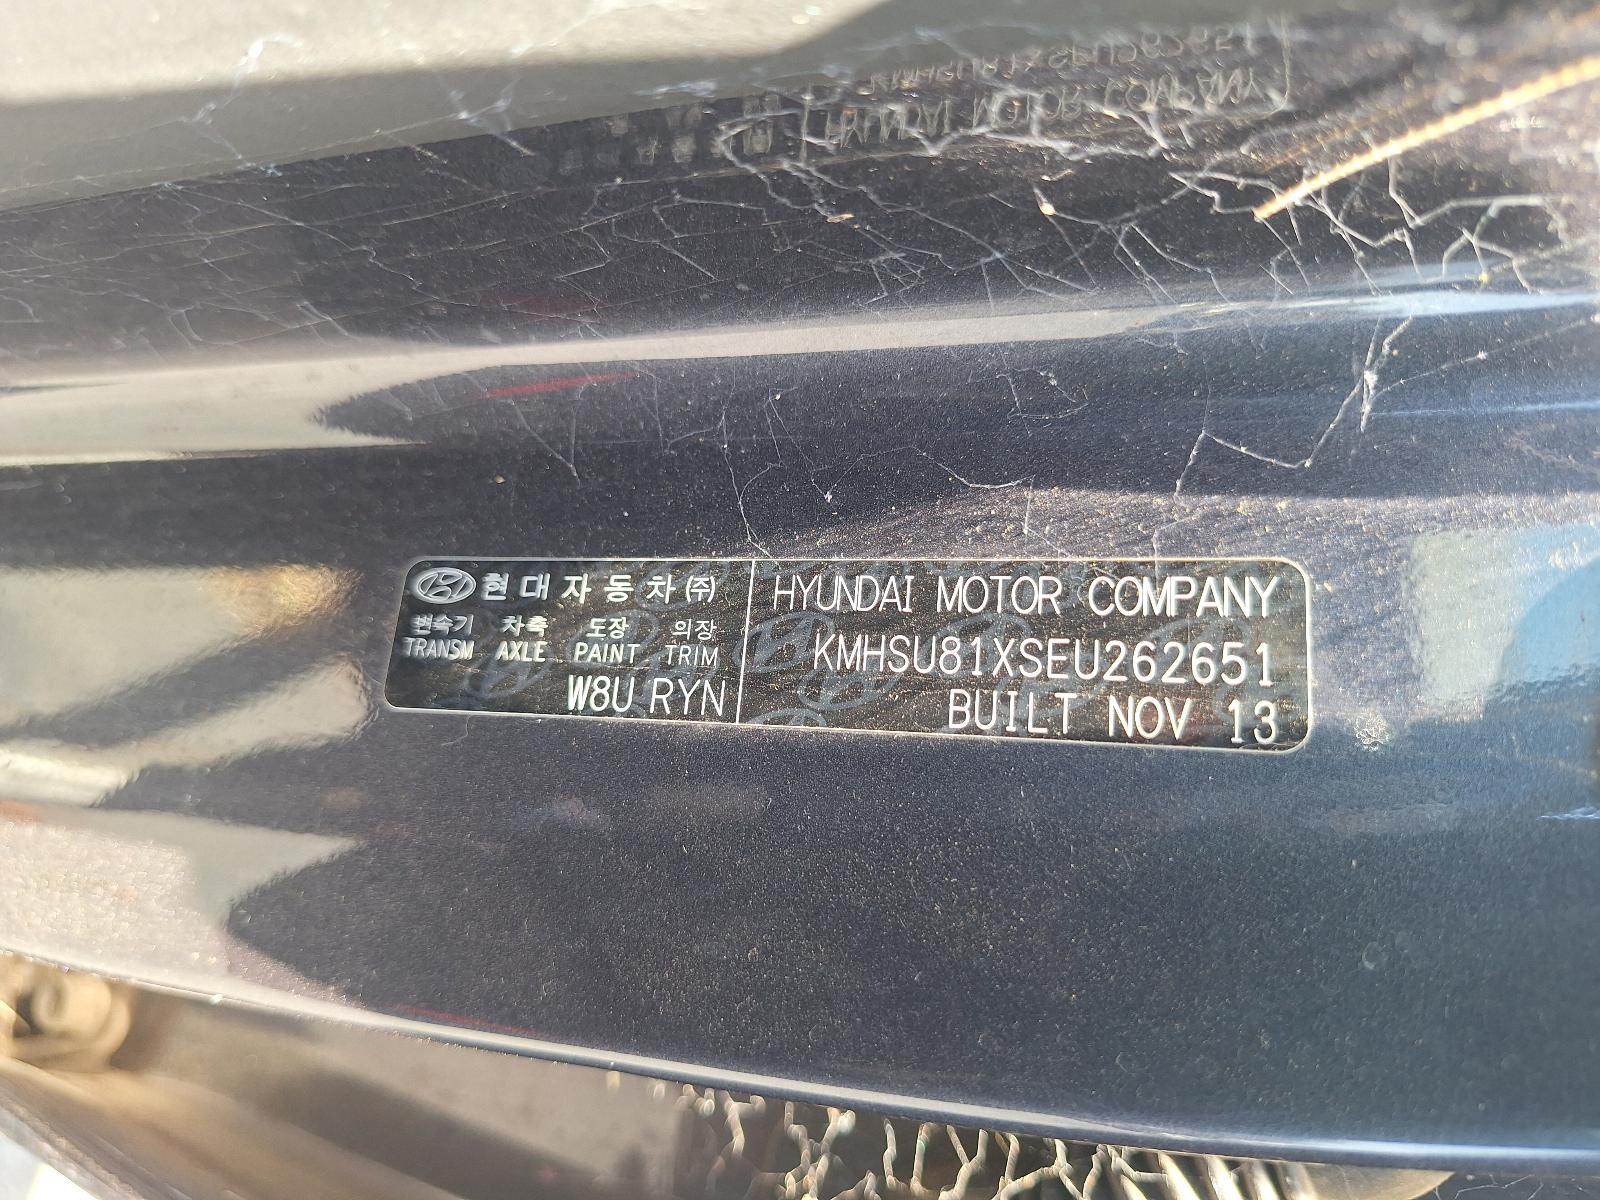 현대자동차(주)
변속기 차축 도장 의장
TRANSM AXLE PAINT TRIM
W8U RYN
HYUNDAI MOTOR COMPANY
KMHSU81XSEU262651
BUILT NOV 13